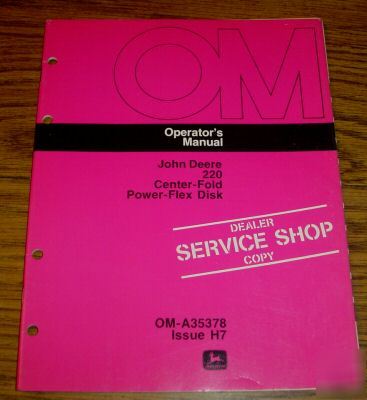 OM
Operator's
Manual
John Deere
220
Center-Fold
Power-Flex Disk
DEALER
SERVICE SHOP
COPY
OM-A35378
Issue H7